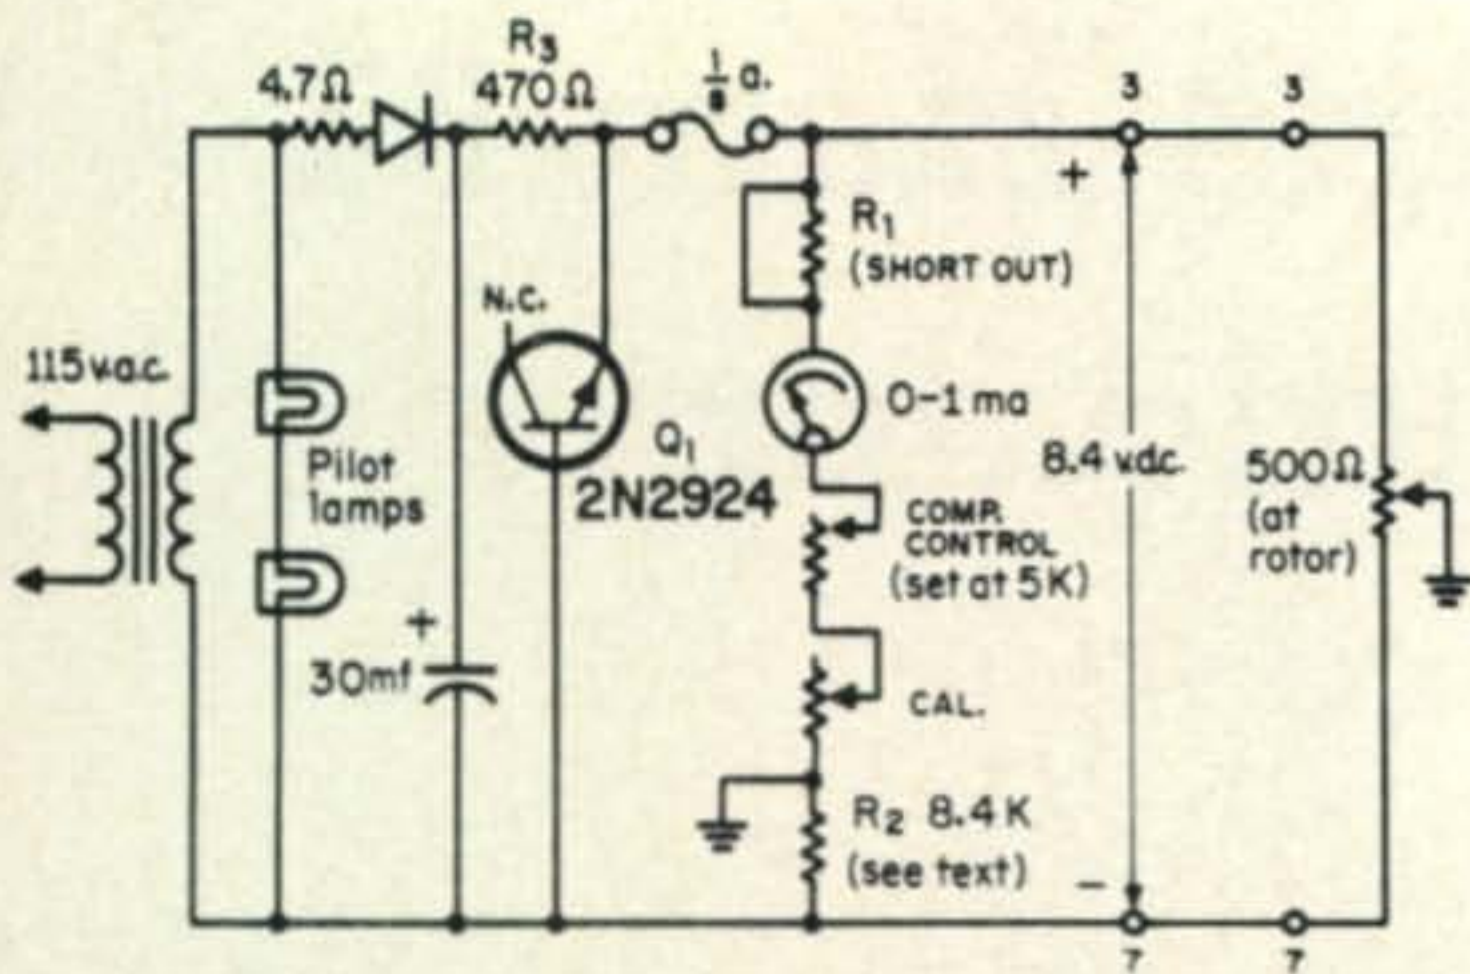 R3
4.7Ω
470Ω
1/8 a.
3
3
+
R1
(SHORT OUT)
N.C.
115 v.a.c.
0-1 ma
Q1
2N2924
Pilot
lamps
8.4 v.d.c.
500Ω
(at
rotor)
COMP.
CONTROL
(set at 5K)
+
30mf
CAL.
R2 8.4 K
(see text)
-
7
7